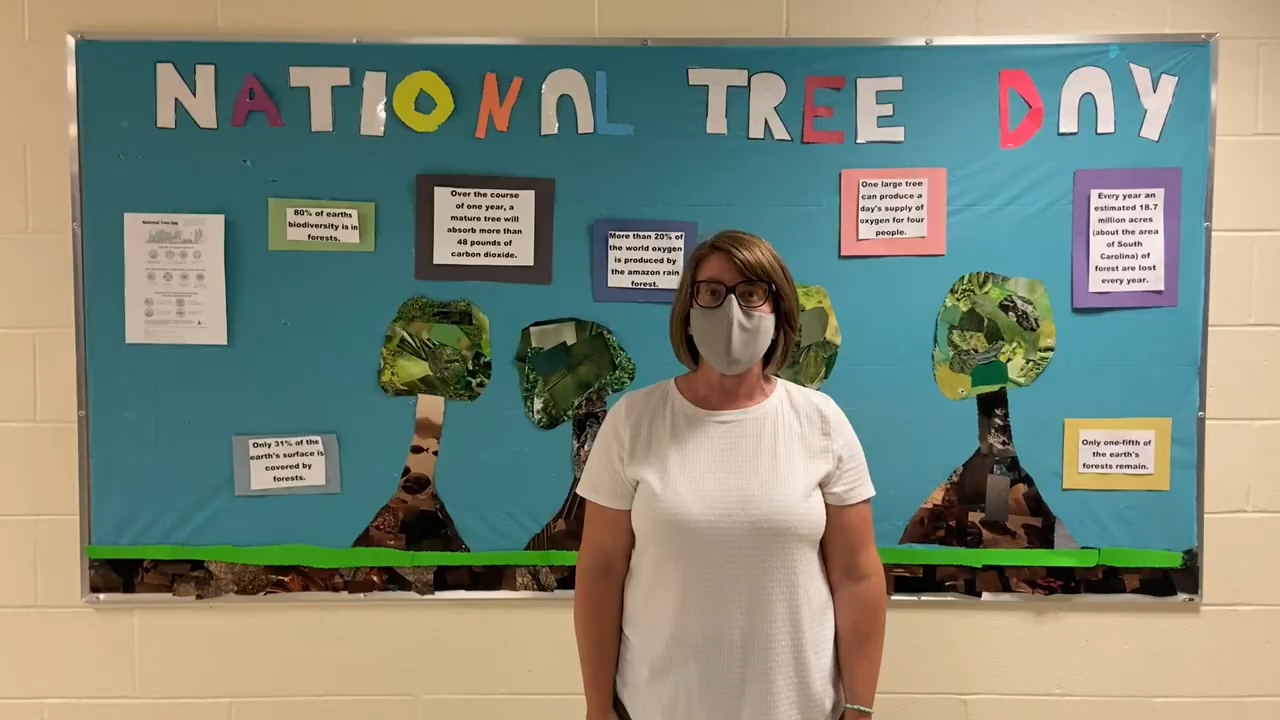 NATIONAL TREE DAY
National Tree Day
80% of earths
biodiversity is in
forests.
Over the course
of one year, a
mature tree will
absorb more than
48 pounds of
carbon dioxide.
More than 20% of
the world oxygen
is produced by
the amazon rain
forest.
One large tree
can produce a
day's supply of
oxygen for four
people.
Every year an
estimated 18.7
million acres
(about the area
of South
Carolina) of
forest are lost
every year.
Only 31% of the
earth's surface is
covered by
forests.
Only one-fifth of
the earth's
forests remain.